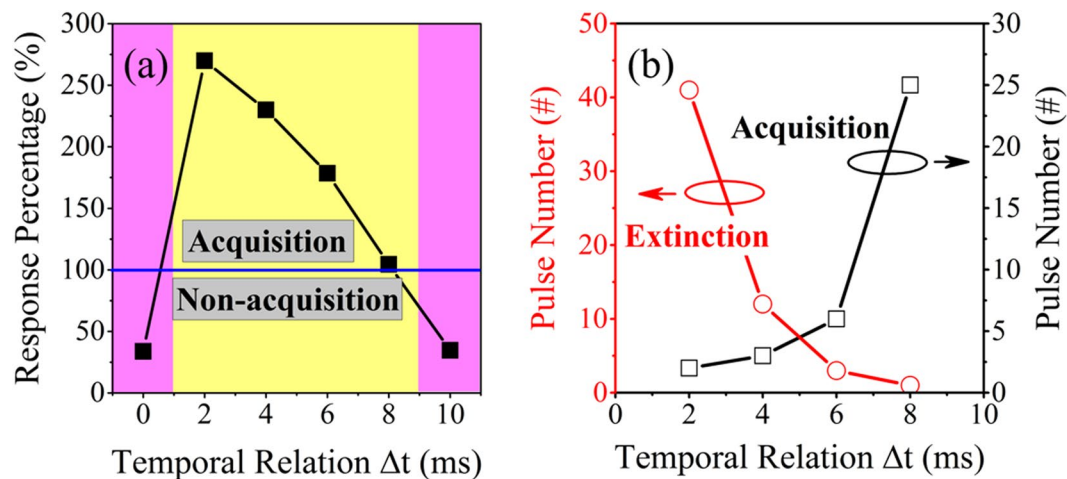 (a)
Response Percentage (%)
300
250
200
150
100
50
0
Acquisition
Non-acquisition
0 2 4 6 8 10
Temporal Relation Δt (ms)
(b)
Pulse Number (#)
50
40
30
20
10
0
Acquisition
Extinction
30
25
20
15
10
5
0
Pulse Number (#)
0 2 4 6 8 10
Temporal Relation Δt (ms)